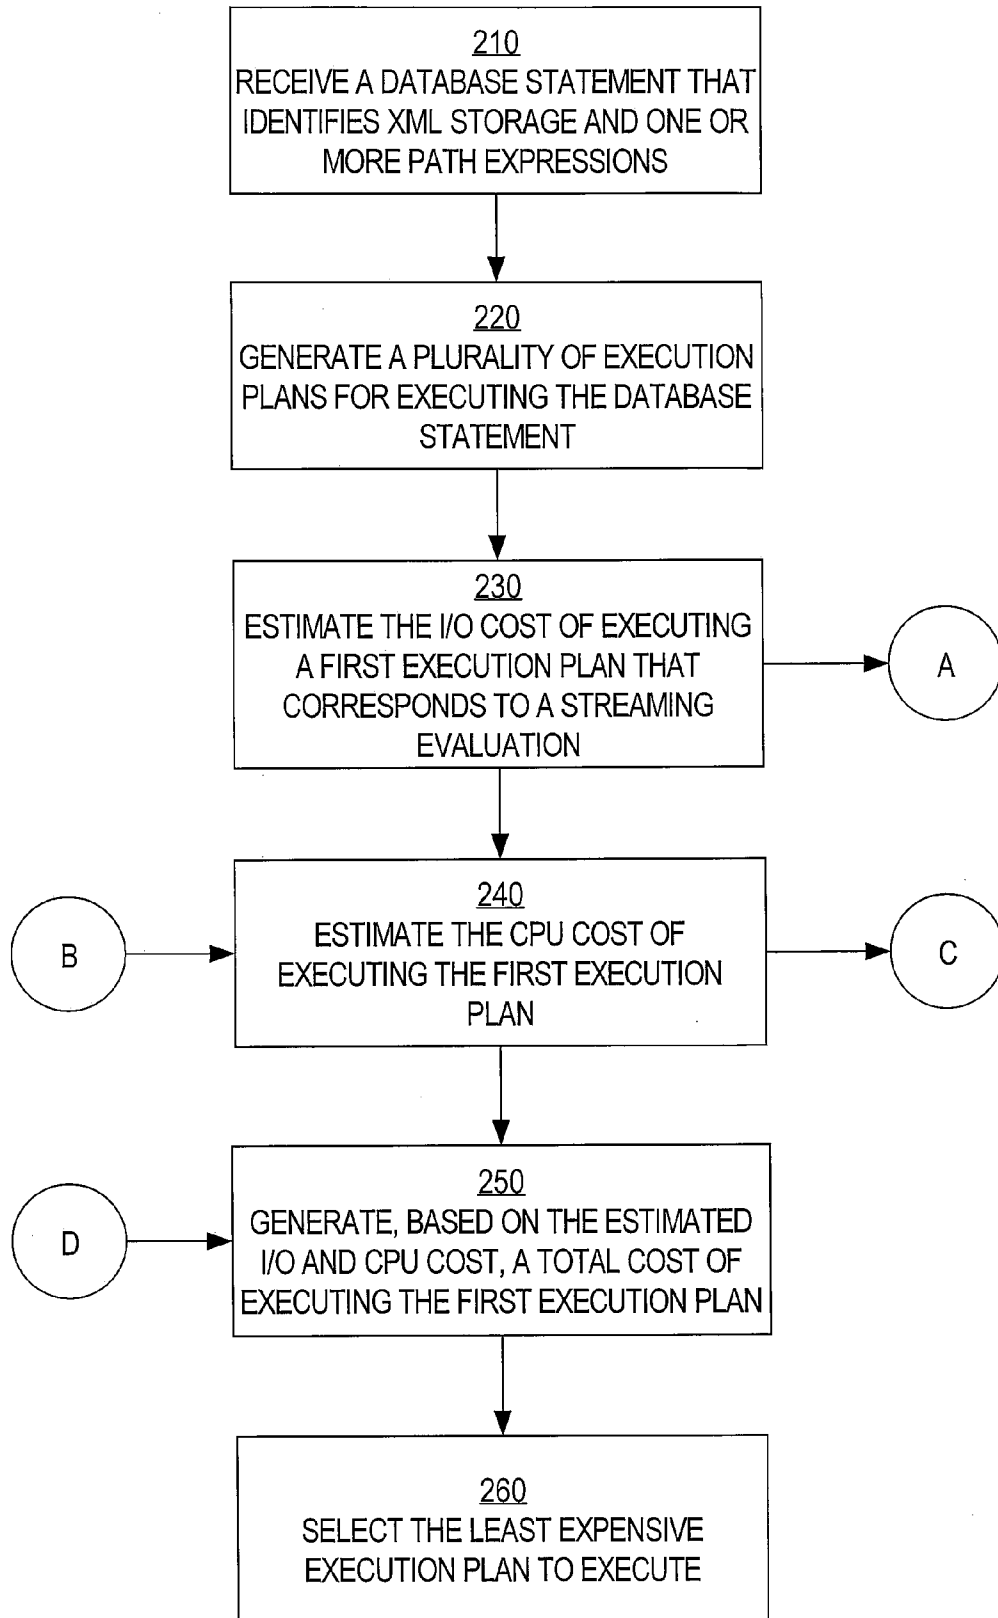 210
RECEIVE A DATABASE STATEMENT THAT
IDENTIFIES XML STORAGE AND ONE OR
MORE PATH EXPRESSIONS
220
GENERATE A PLURALITY OF EXECUTION
PLANS FOR EXECUTING THE DATABASE
STATEMENT
230
ESTIMATE THE I/O COST OF EXECUTING
A FIRST EXECUTION PLAN THAT
CORRESPONDS TO A STREAMING
EVALUATION
A
240
ESTIMATE THE CPU COST OF
EXECUTING THE FIRST EXECUTION
PLAN
B
C
250
GENERATE, BASED ON THE ESTIMATED
I/O AND CPU COST, A TOTAL COST OF
EXECUTING THE FIRST EXECUTION PLAN
D
260
SELECT THE LEAST EXPENSIVE
EXECUTION PLAN TO EXECUTE